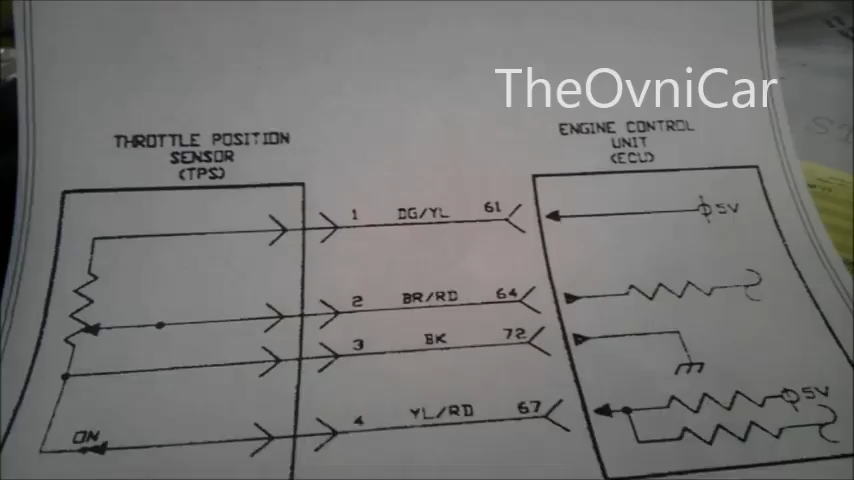 TheOvniCar
THROTTLE POSITION
SENSOR
(TPS)
ENGINE CONTROL
UNIT
(ECU)
1 DG/YL 61
5V
2 BR/RD 64
3 BK 72
4 YL/RD 67
5V
ON